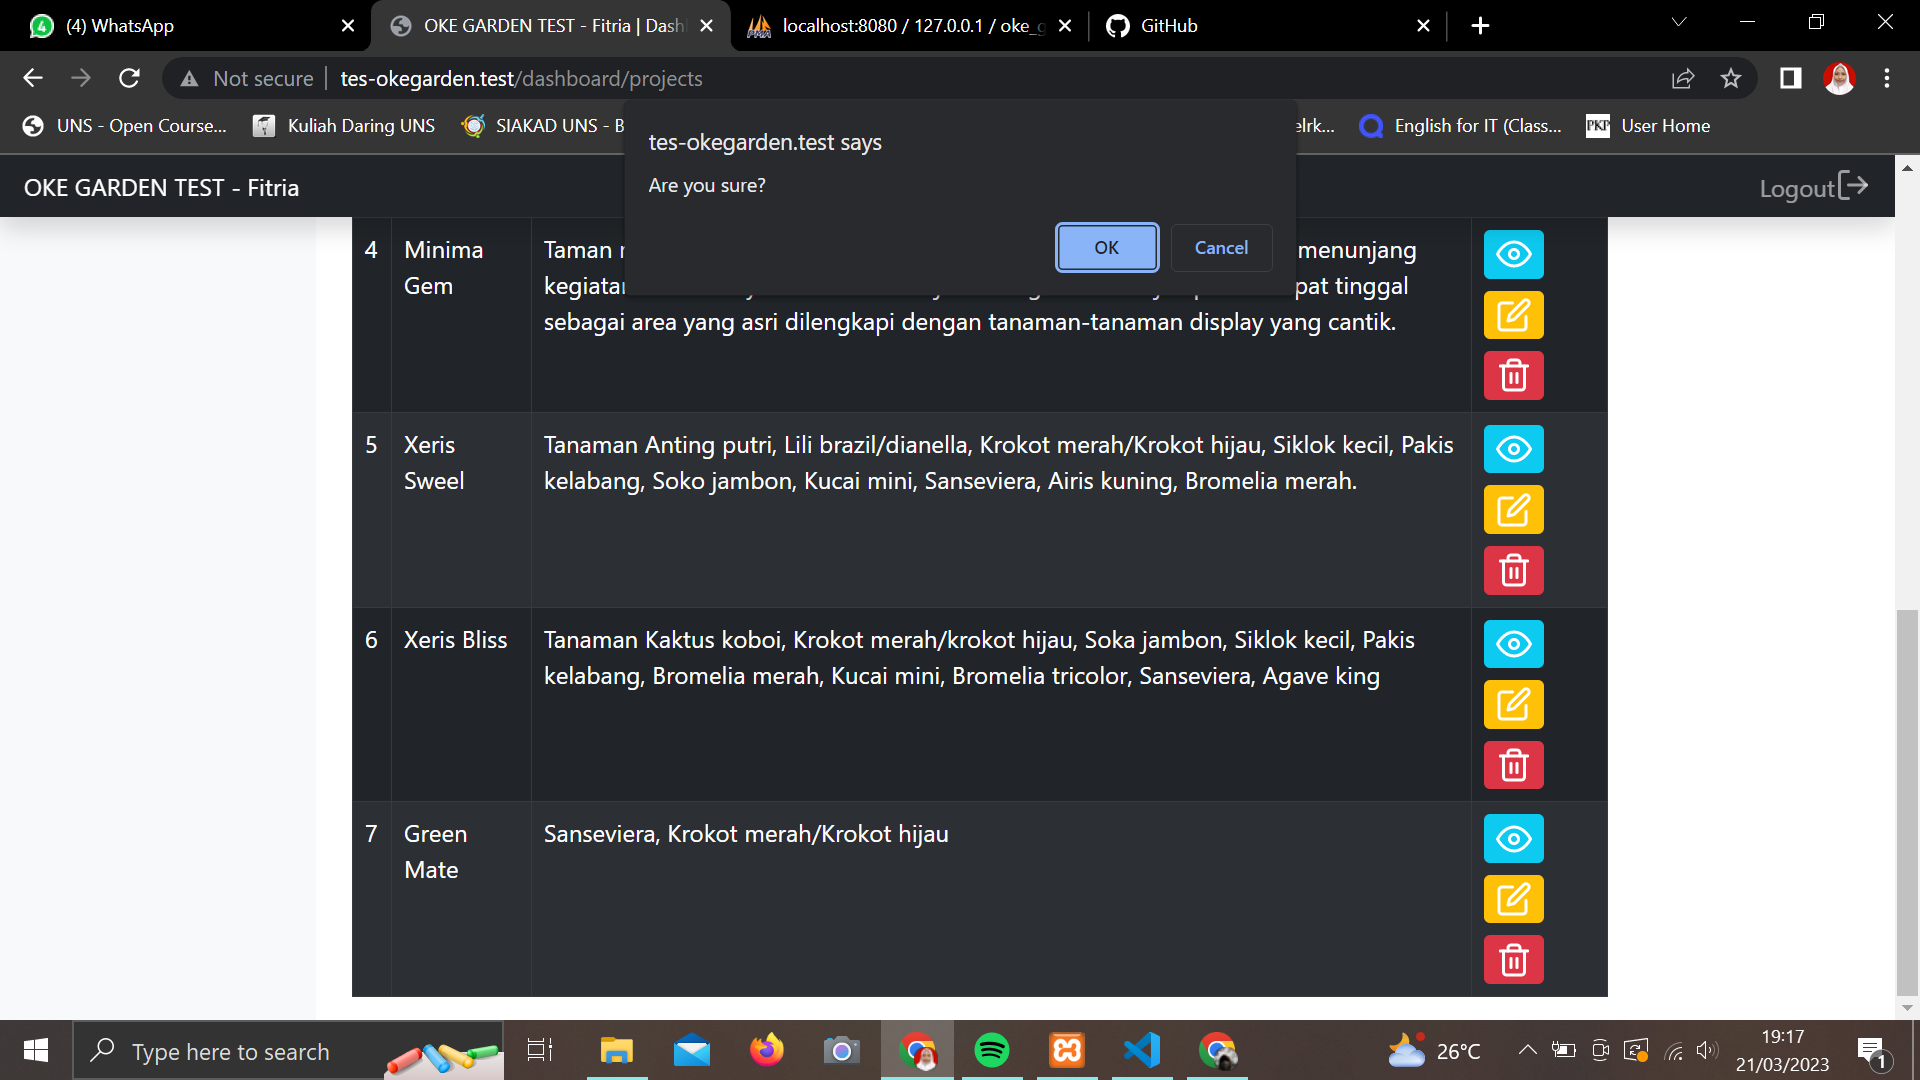 (4) WhatsApp
OKE GARDEN TEST - Fitria | Dash
localhost:8080 / 127.0.0.1 / oke_g
GitHub
Not secure
tes-okegarden.test/dashboard/projects
UNS - Open Course...
Kuliah Daring UNS
SIAKAD UNS - B
elrk...
English for IT (Class...
PKP
User Home
tes-okegarden.test says
Are you sure?
OK
Cancel
OKE GARDEN TEST - Fitria
Logout
4
Minima
Gem
Taman
menunjang
kegiatan
pat tinggal
sebagai area yang asri dilengkapi dengan tanaman-tanaman display yang cantik.
5
Xeris
Sweel
Tanaman Anting putri, Lili brazil/dianella, Krokot merah/Krokot hijau, Siklok kecil, Pakis
kelabang, Soko jambon, Kucai mini, Sanseviera, Airis kuning, Bromelia merah.
6
Xeris Bliss
Tanaman Kaktus koboi, Krokot merah/krokot hijau, Soka jambon, Siklok kecil, Pakis
kelabang, Bromelia merah, Kucai mini, Bromelia tricolor, Sanseviera, Agave king
7
Green
Mate
Sanseviera, Krokot merah/Krokot hijau
Type here to search
26°C
19:17
21/03/2023
1